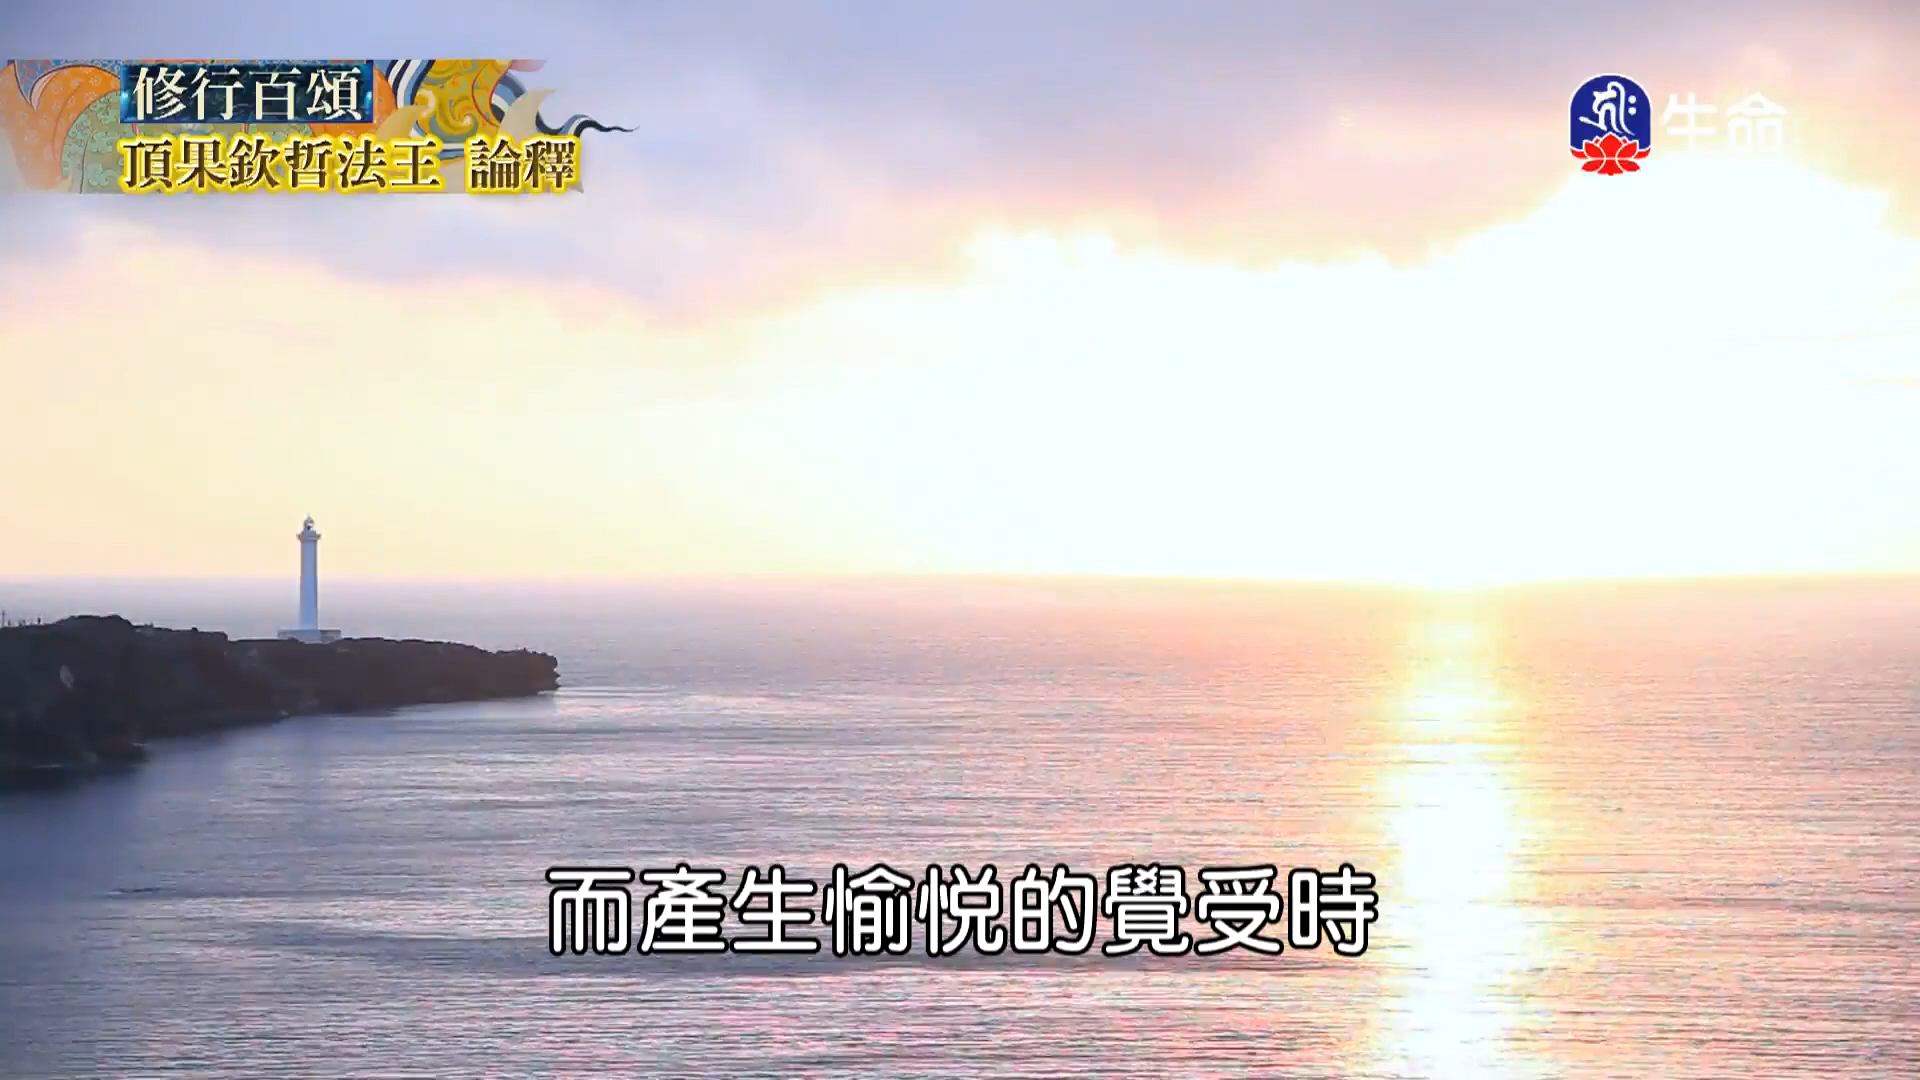 修行百頌
頂果欽哲法王 論釋
生命
而產生愉悅的覺受時